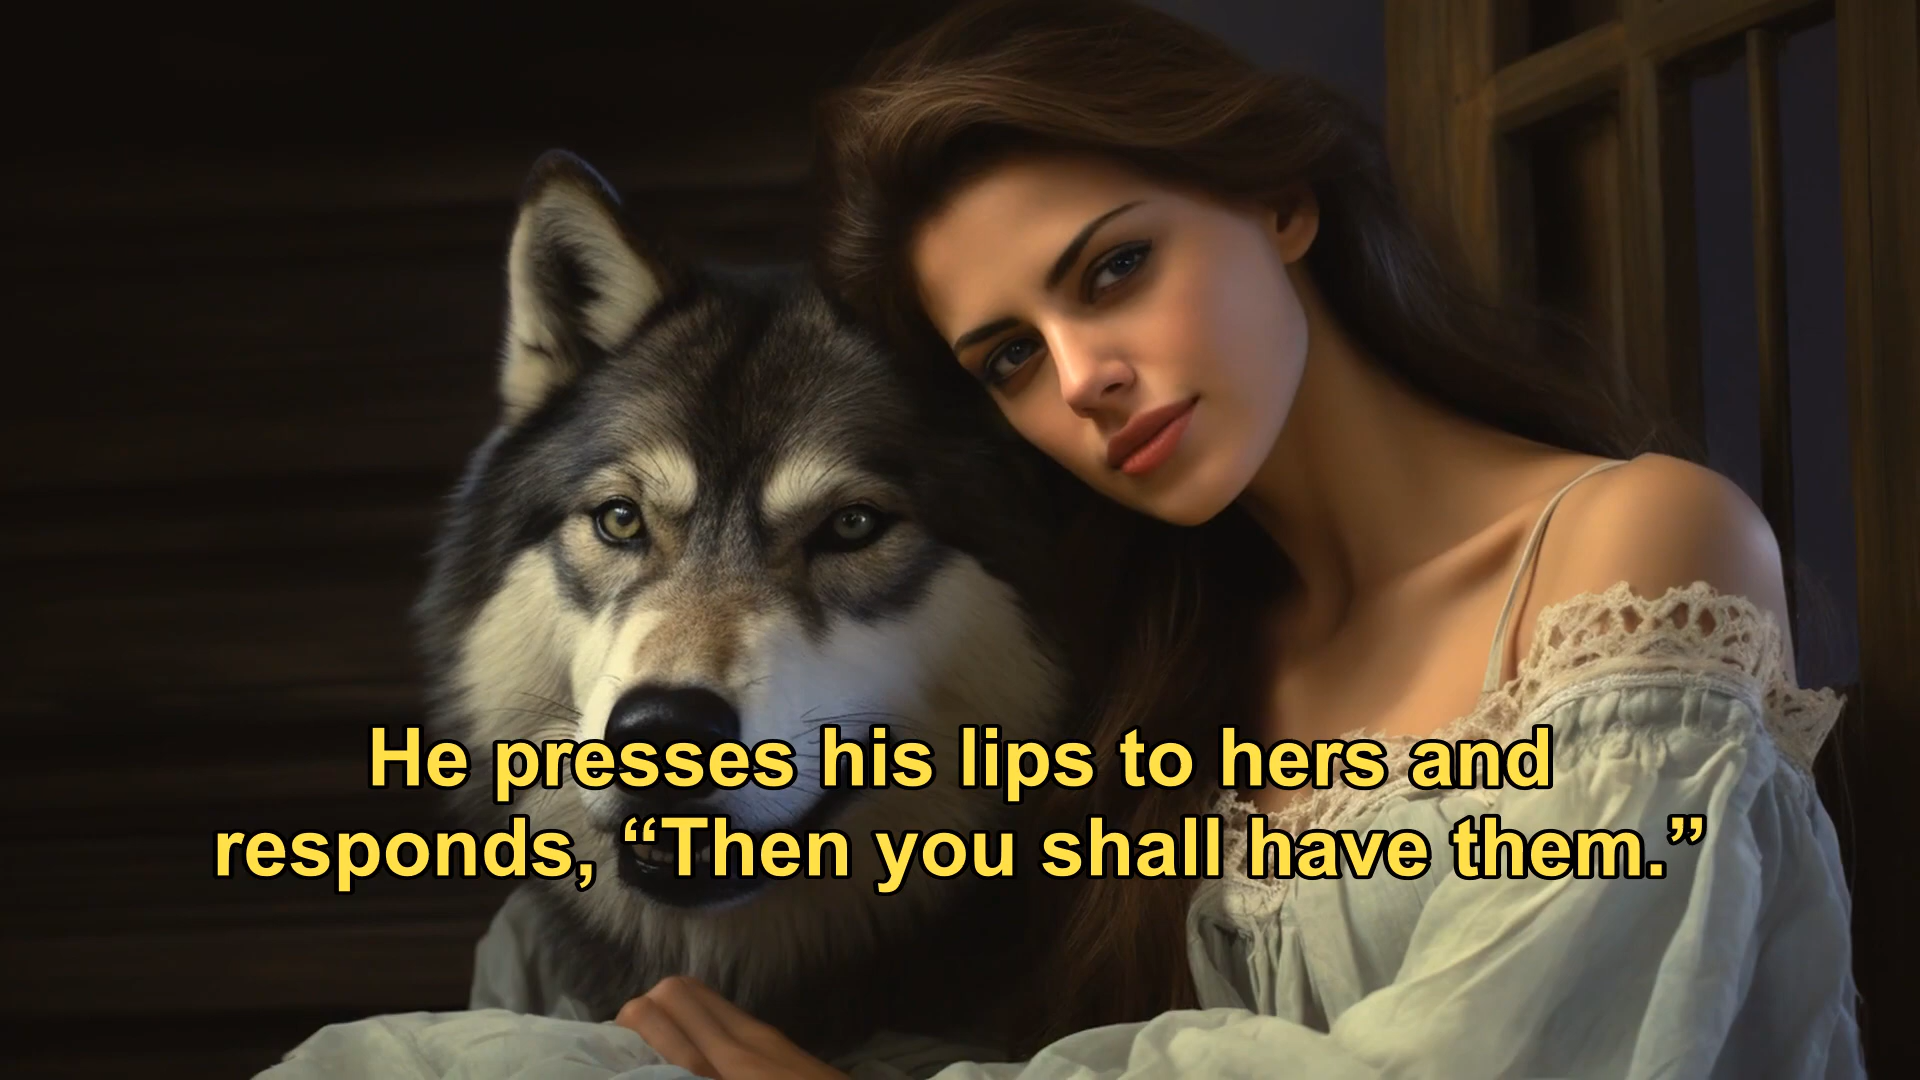 He presses his lips to hers and
responds, “Then you shall have them.”